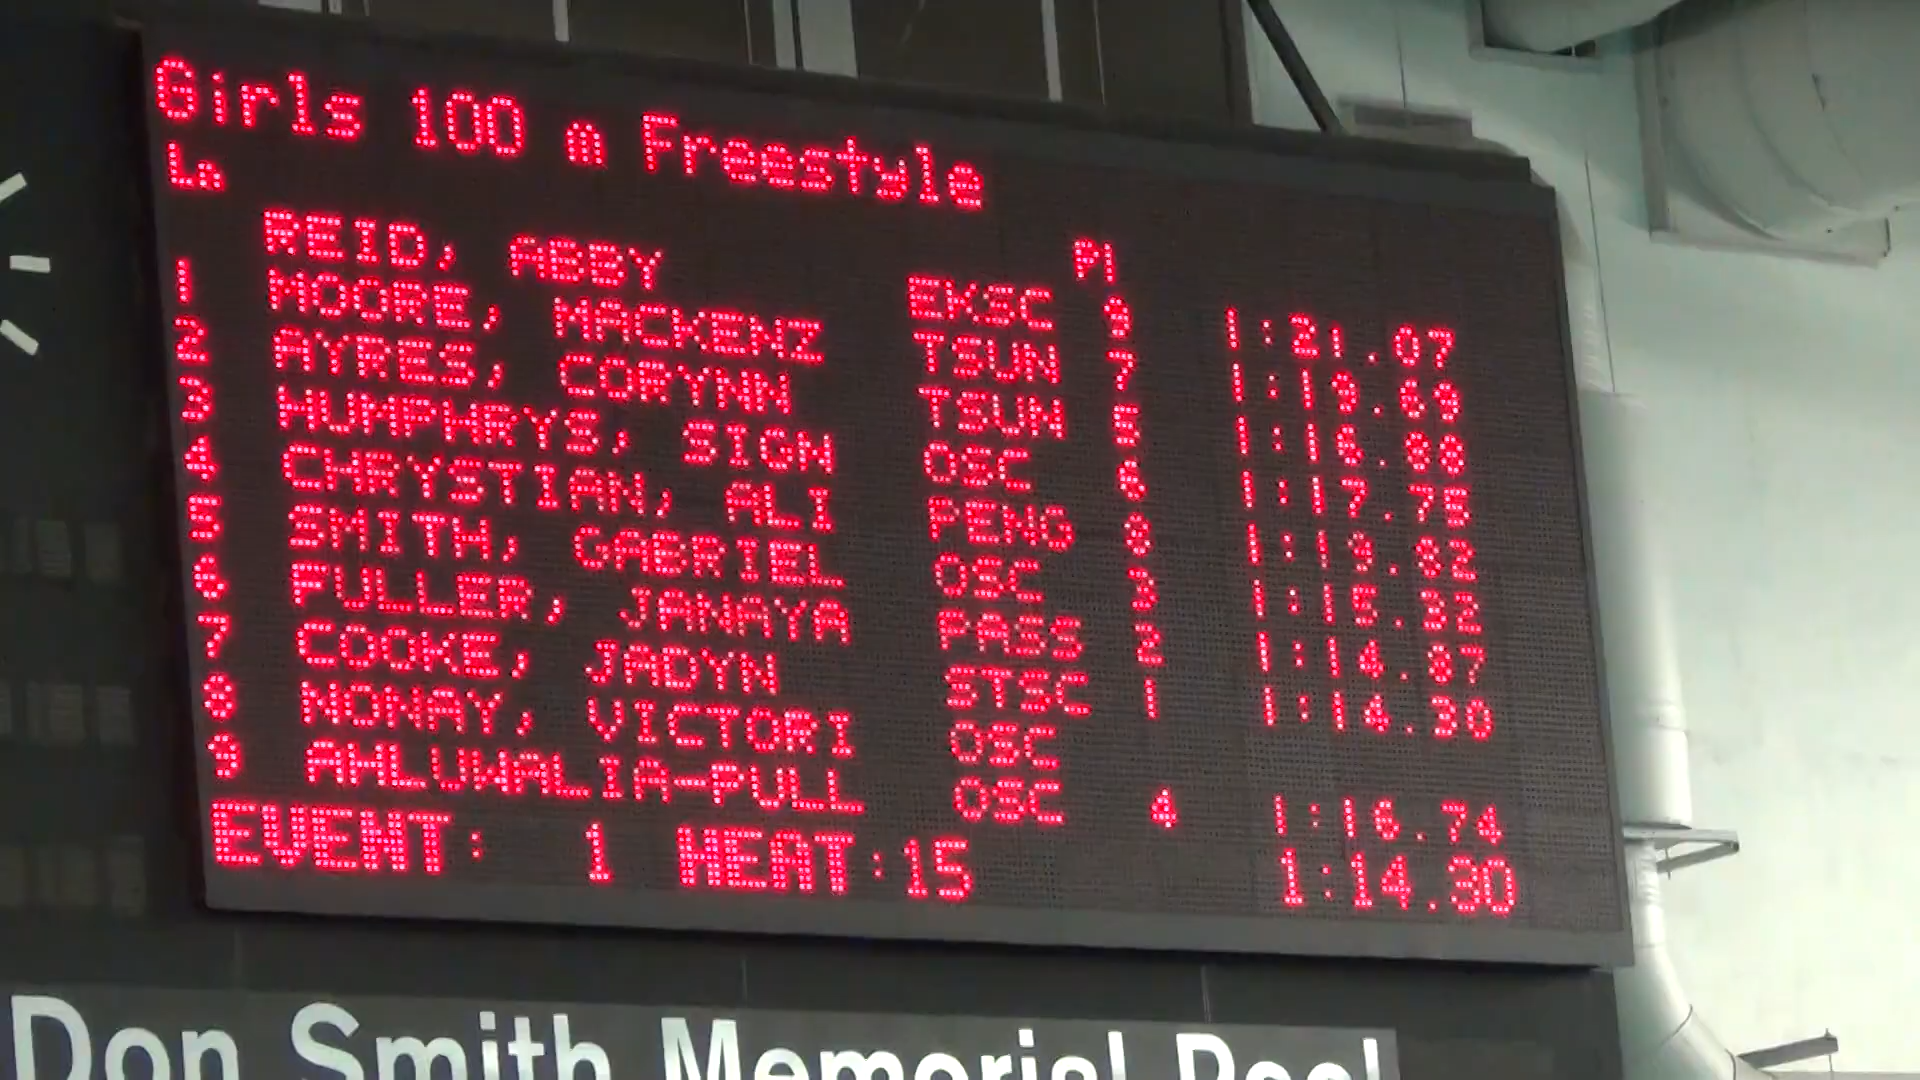 Girls 100 m Freestyle
Ln Pl
REID, ABBY EKSC 9 1:21.07
1 MOORE, MACKENZ TSUN 7 1:19.69
2 AYRES, CORYNN TSUN 5 1:16.88
3 HUMPHRYS, SIGN OSC 6 1:17.75
4 CHRYSTIAN, ALI PENG 8 1:19.82
5 SMITH, GABRIEL OSC 3 1:15.32
6 FULLER, JANAYA PASS 2 1:14.87
7 COOKE, JADYN STSC 1 1:14.30
8 NONAY, VICTORI OSC
9 AHLUWALIA-PULL OSC 4 1:16.74
EVENT: 1 HEAT:15 1:14.30
Don Smith Memorial Pool